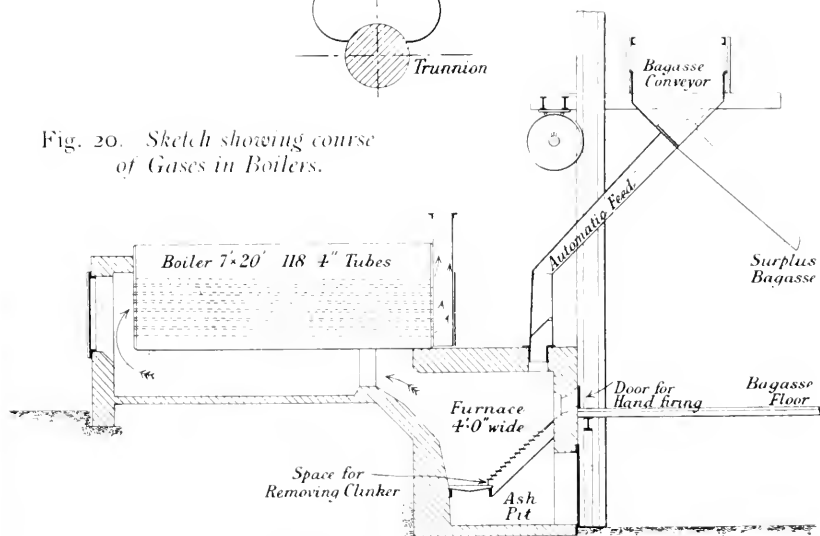 Trunnion
Bagasse
Conveyor
Fig. 20. Sketch showing course
of Gases in Boilers.
Automatic Feed.
Boiler 7'×20' 118 4" Tubes
Surplus
Bagasse
Door for
Hand firing
Bagasse
Floor
Furnace
4'·0" wide
Space for
Removing Clinker
Ash
Pit